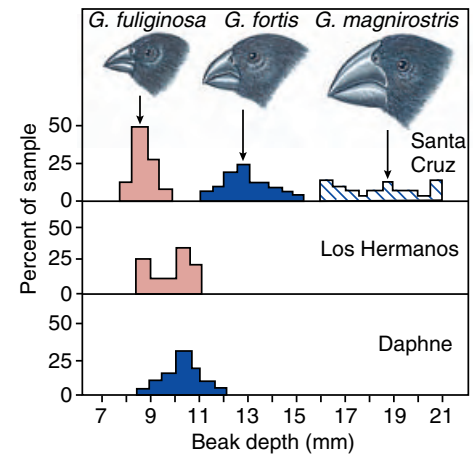 G. fuliginosa G. fortis G. magnirostris
50
25
0
Santa
Cruz
50
25
0
Los Hermanos
50
25
0
Daphne
Percent of sample
7 9 11 13 15 17 19 21
Beak depth (mm)